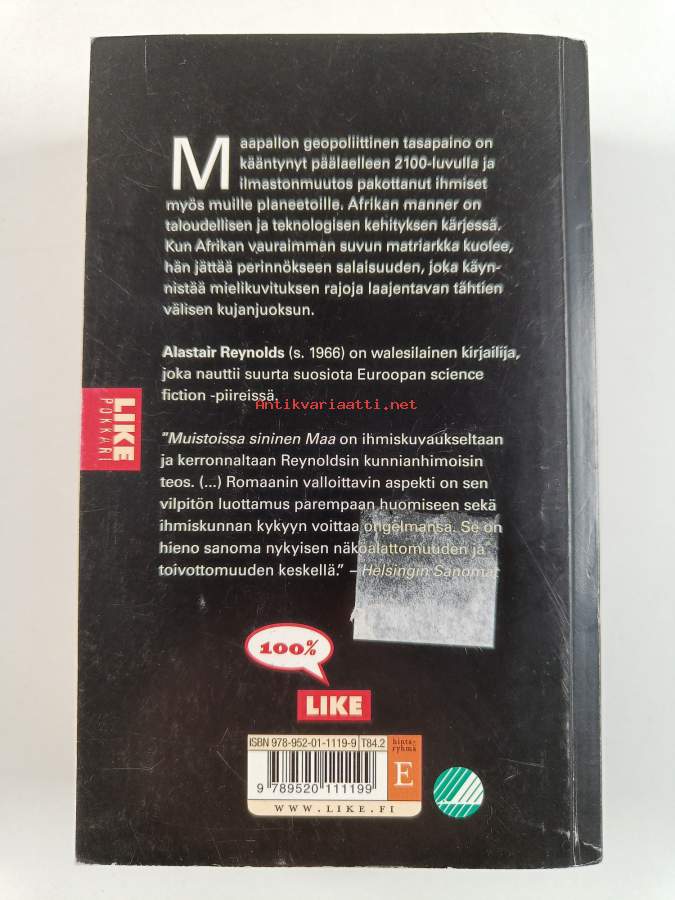 Maapallon geopoliittinen tasapaino on
kääntynyt päälaelleen 2100-luvulla ja
ilmastonmuutos pakottanut ihmiset
myös muille planeetoille. Afrikan manner on
taloudellisen ja teknologisen kehityksen kärjessä.
Kun Afrikan vauraimman suvun matriarkka kuolee,
hän jättää perinnökseen salaisuuden, joka käyn-
nistää mielikuvituksen rajoja laajentavan tähtien
välisen kujanjuoksun.
Alastair Reynolds (s. 1966) on walesilainen kirjailija,
joka nauttii suurta suosiota Euroopan science
fiction -piireissä.
Antikvariaatti.net
LIKE
POKKARI
"Muistoissa sininen Maa on ihmiskuvaukseltaan
ja kerronnaltaan Reynoldsin kunnianhimoisin
teos. (...) Romaanin valloittavin aspekti on sen
vilpitön luottamus parempaan huomiseen sekä
ihmiskunnan kykyyn voittaa ongelmansa. Se on
hieno sanoma nykyisen näköalattomuuden ja
toivottomuuden keskellä." – Helsingin Sanomat
100%
LIKE
ISBN 978-952-01-1119-9 T84.2
hinta-
ryhmä
E
9 789520 111199
WWW.LIKE.FI